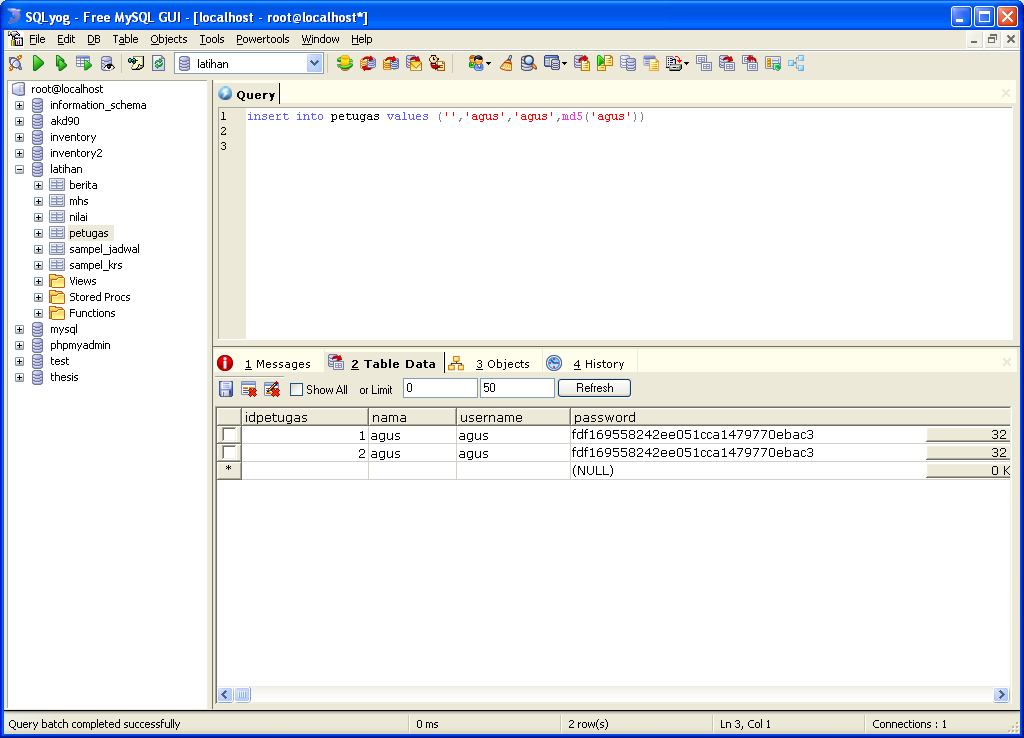 SQLyog - Free MySQL GUI - [localhost - root@localhost*]
File Edit DB Table Objects Tools Powertools Window Help
latihan
root@localhost
information_schema
akd90
inventory
inventory2
latihan
berita
mhs
nilai
petugas
sampel_jadwal
sampel_krs
Views
Stored Procs
Functions
mysql
phpmyadmin
test
thesis
Query
1 insert into petugas values ('','agus','agus',md5('agus'))
2
3
1 Messages 2 Table Data 3 Objects 4 History
Show All or Limit 0 50 Refresh
idpetugas nama username password
1 agus agus fdf169558242ee051cca1479770ebac3 32
2 agus agus fdf169558242ee051cca1479770ebac3 32
* (NULL) 0 K
Query batch completed successfully 0 ms 2 row(s) Ln 3, Col 1 Connections : 1